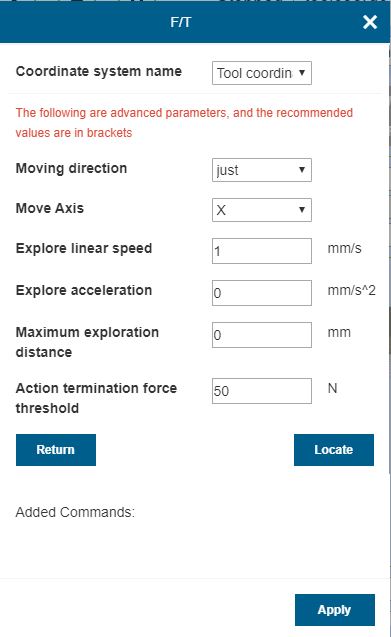 F/T
Coordinate system name
Tool coordin
The following are advanced parameters, and the recommended
values are in brackets
Moving direction
just
Move Axis
X
Explore linear speed
1
mm/s
Explore acceleration
0
mm/s^2
Maximum exploration
distance
0
mm
Action termination force
threshold
50
N
Return
Locate
Added Commands:
Apply